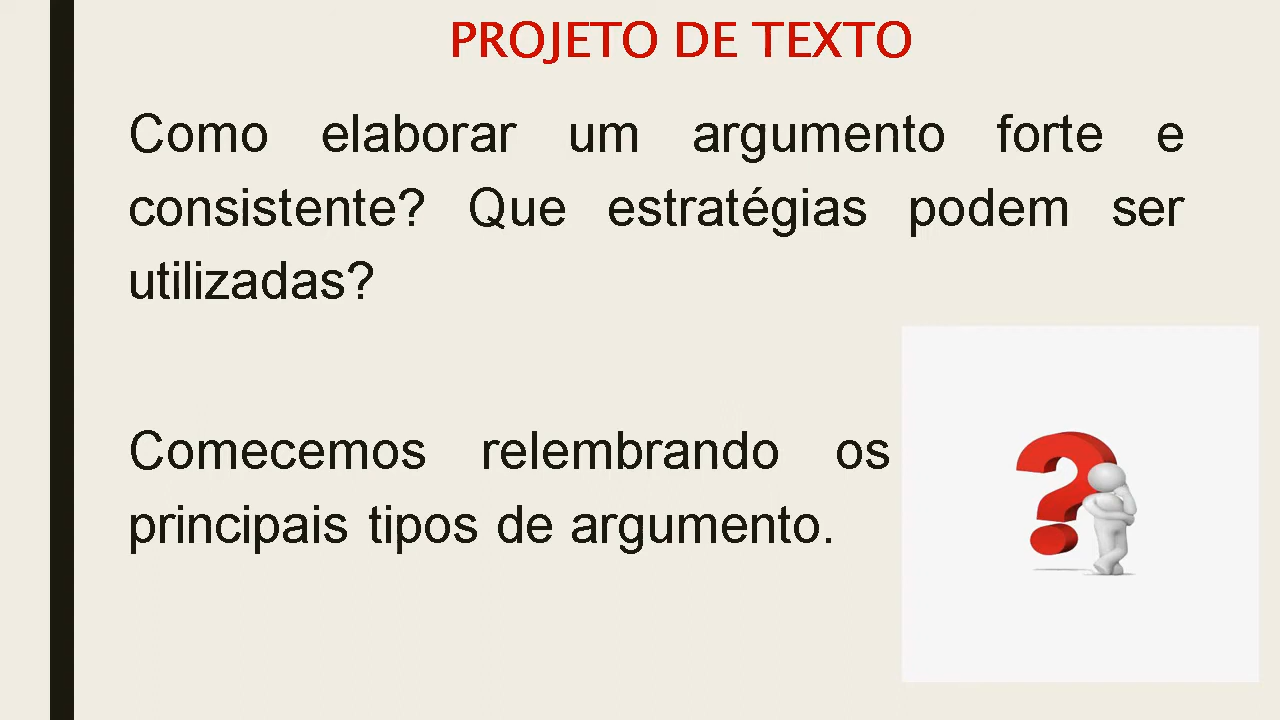 PROJETO DE TEXTO
Como elaborar um argumento forte e
consistente? Que estratégias podem ser
utilizadas?
Comecemos relembrando os
principais tipos de argumento.